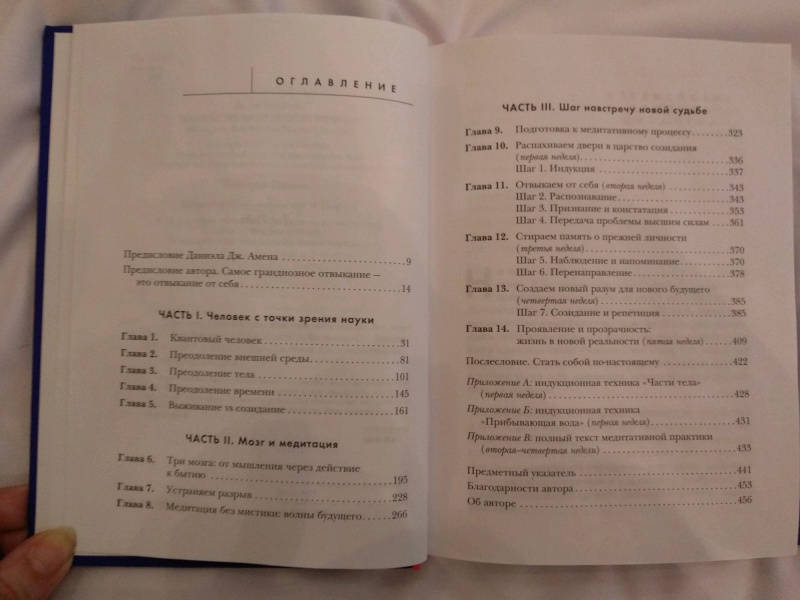 ОГЛАВЛЕНИЕ
Предисловие Даниэла Дж. Амена ........ 9
Предисловие автора. Самое грандиозное отвыкание —
это отвыкание от себя ........ 14
ЧАСТЬ I. Человек с точки зрения науки
Глава 1. Квантовый человек ........ 31
Глава 2. Преодоление внешней среды ........ 81
Глава 3. Преодоление тела ........ 101
Глава 4. Преодоление времени ........ 145
Глава 5. Выживание vs созидание ........ 161
ЧАСТЬ II. Мозг и медитация
Глава 6. Три мозга: от мышления через действие
к бытию ........ 195
Глава 7. Устраняем разрыв ........ 228
Глава 8. Медитация без мистики: волны будущего ........ 266
ЧАСТЬ III. Шаг навстречу новой судьбе
Глава 9. Подготовка к медитативному процессу ........ 323
Глава 10. Распахиваем двери в царство созидания
(первая неделя) ........ 336
Шаг 1. Индукция ........ 337
Глава 11. Отвыкаем от себя (вторая неделя) ........ 343
Шаг 2. Распознавание ........ 343
Шаг 3. Признание и констатация ........ 353
Шаг 4. Передача проблемы высшим силам ........ 361
Глава 12. Стираем память о прежней личности
(третья неделя) ........ 370
Шаг 5. Наблюдение и напоминание ........ 370
Шаг 6. Перенаправление ........ 378
Глава 13. Создаем новый разум для нового будущего
(четвертая неделя) ........ 385
Шаг 7. Созидание и репетиция ........ 385
Глава 14. Проявление и прозрачность:
жизнь в новой реальности (пятая неделя) ........ 409
Послесловие. Стать собой по-настоящему ........ 422
Приложение А: индукционная техника «Части тела»
(первая неделя) ........ 428
Приложение Б: индукционная техника
«Прибывающая вода» (первая неделя) ........ 431
Приложение В: полный текст медитативной практики
(вторая–четвертая недели) ........ 433
Предметный указатель ........ 441
Благодарности автора ........ 453
Об авторе ........ 456